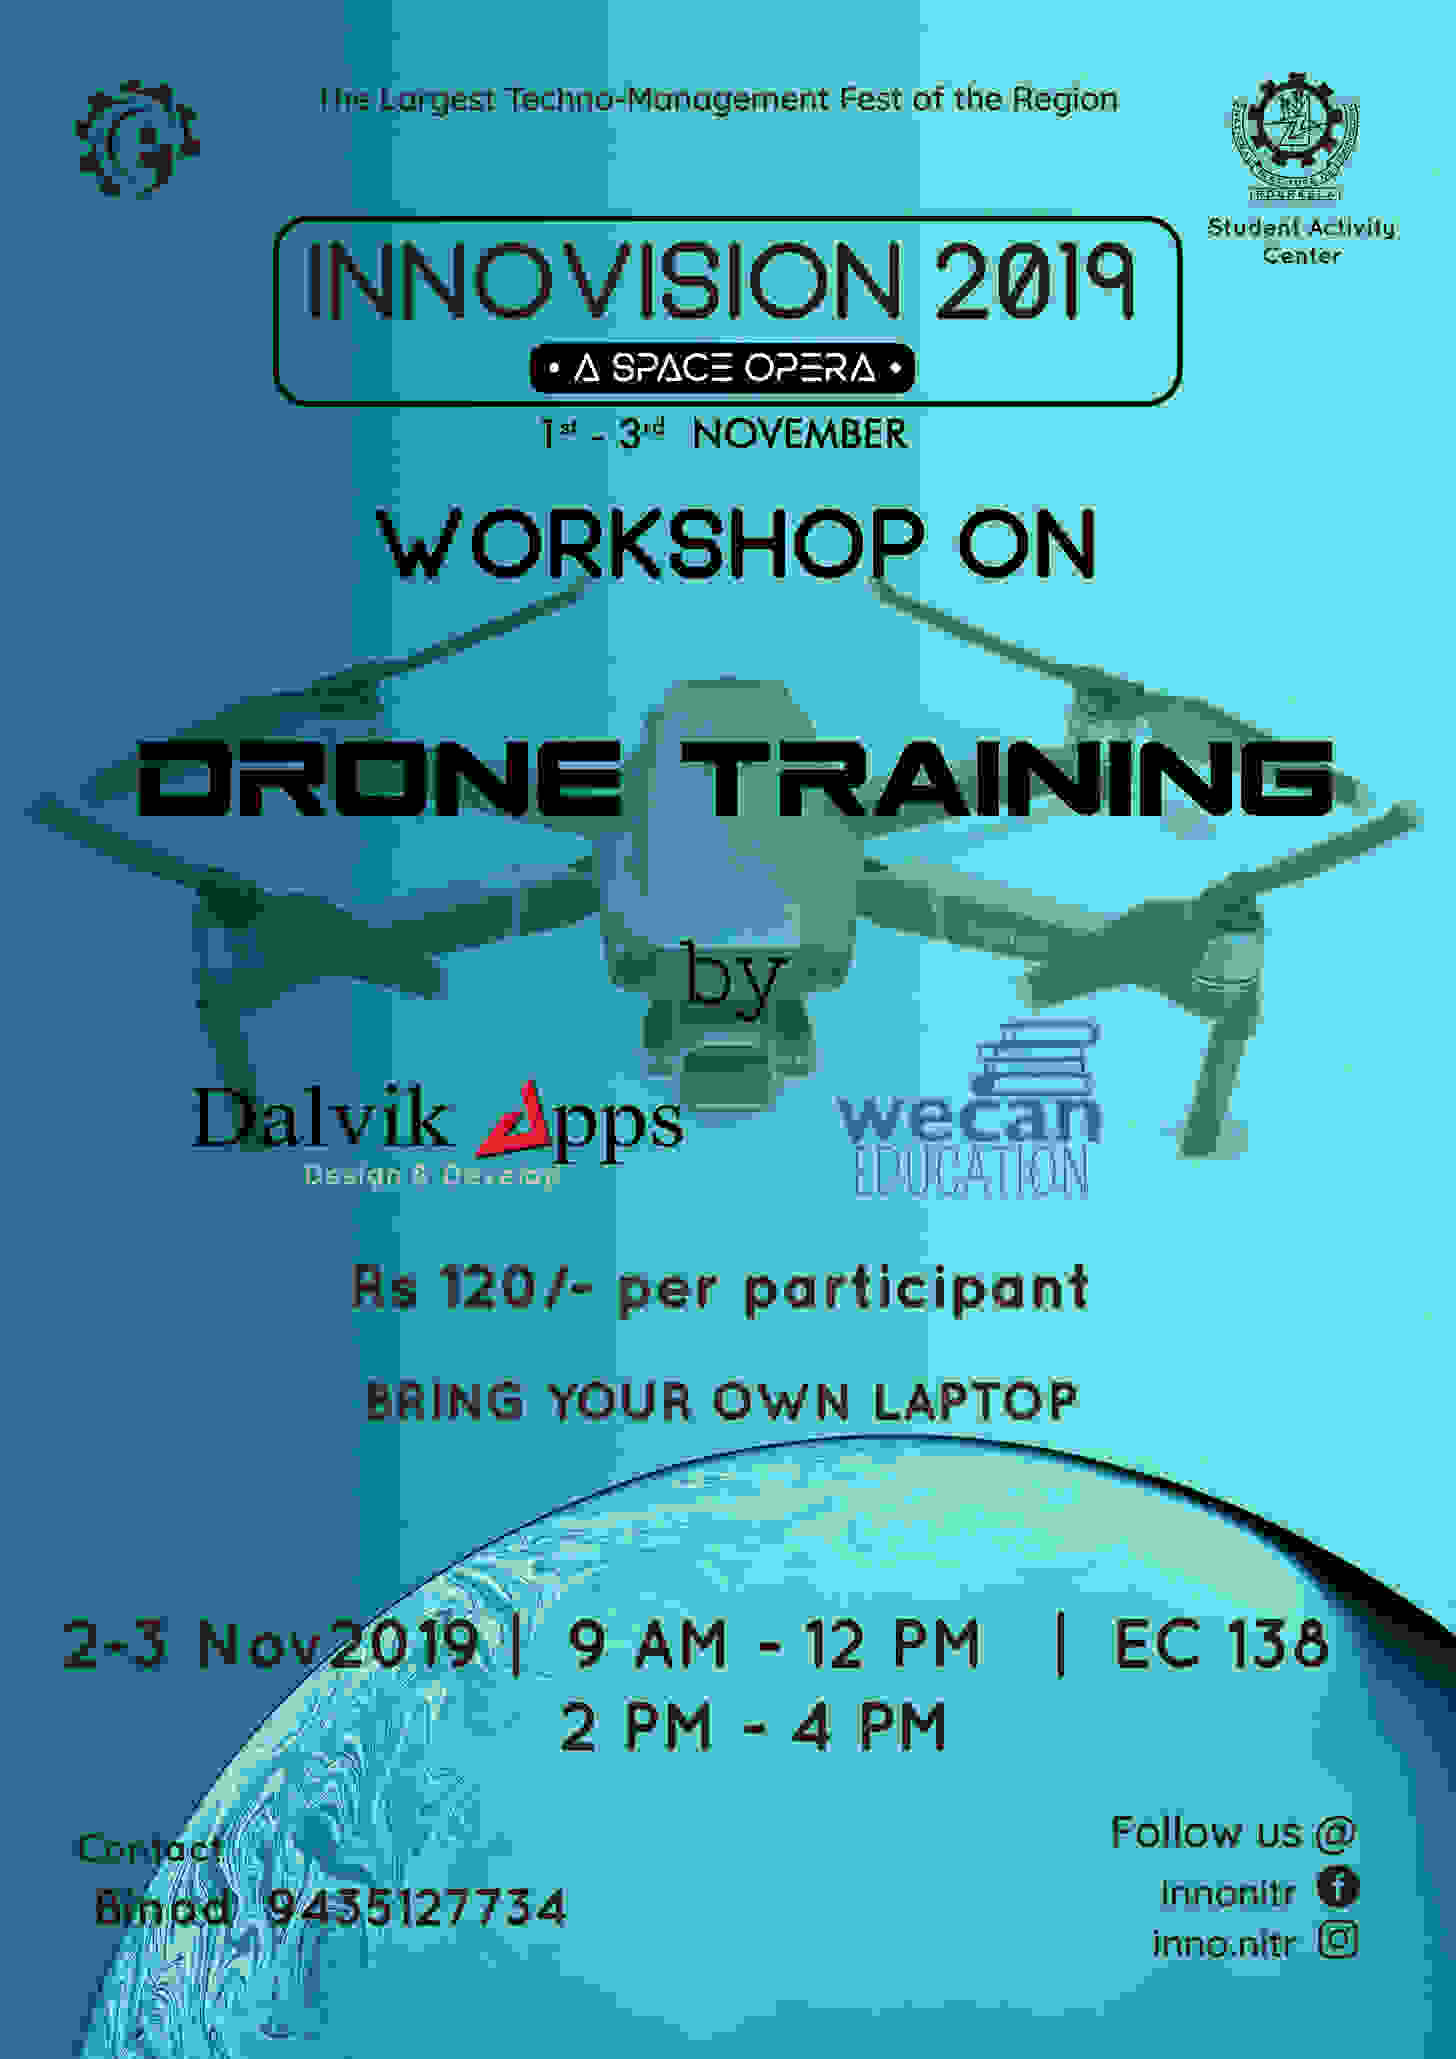 The Largest Techno-Management Fest of the Region
Student Activity
Center
INNOVISION 2019
• A SPACE OPERA •
1st - 3rd NOVEMBER
WORKSHOP ON
DRONE TRAINING
by
Dalvik Apps
Design & Develop
wecan
EDUCATION
Rs 120/- per participant
BRING YOUR OWN LAPTOP
2-3 Nov2019 | 9 AM - 12 PM | EC 138
2 PM - 4 PM
Contact
Binod 9435127734
Follow us @
innonitr
inno.nitr